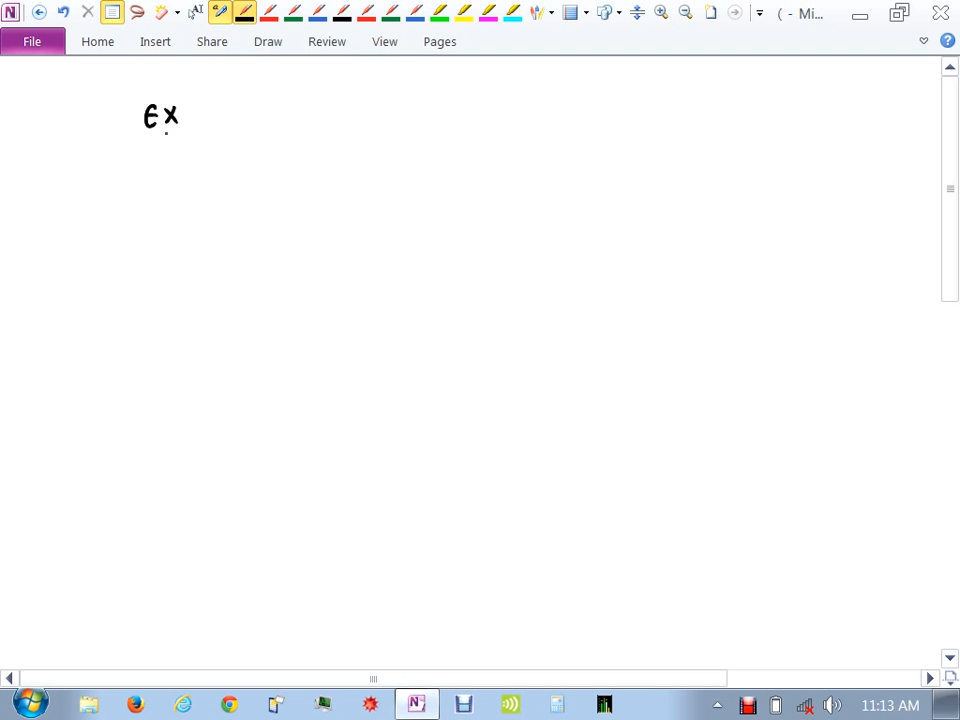 ( - Mi...
File Home Insert Share Draw Review View Pages
Ex
11:13 AM